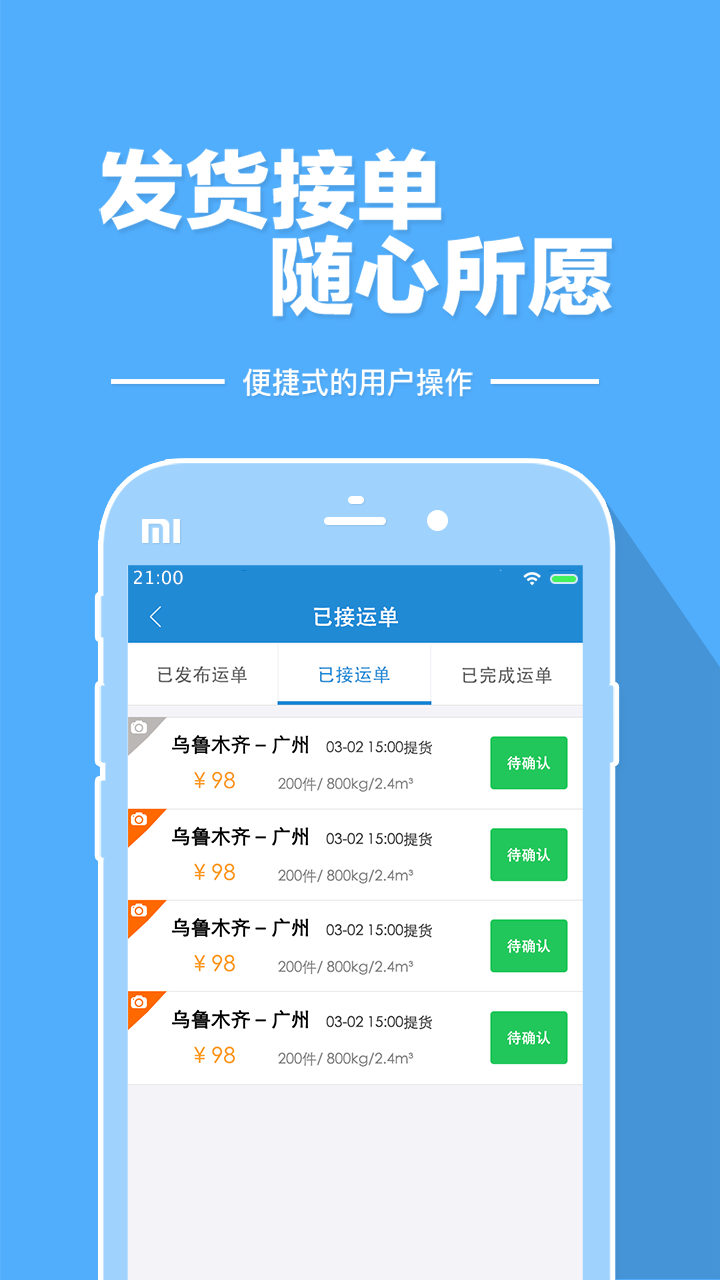 发货接单
随心所愿
便捷式的用户操作
MI
21:00
已接运单
已发布运单 已接运单 已完成运单
乌鲁木齐 – 广州 03-02 15:00提货
¥ 98 200件/ 800kg/2.4m³
待确认
乌鲁木齐 – 广州 03-02 15:00提货
¥ 98 200件/ 800kg/2.4m³
待确认
乌鲁木齐 – 广州 03-02 15:00提货
¥ 98 200件/ 800kg/2.4m³
待确认
乌鲁木齐 – 广州 03-02 15:00提货
¥ 98 200件/ 800kg/2.4m³
待确认